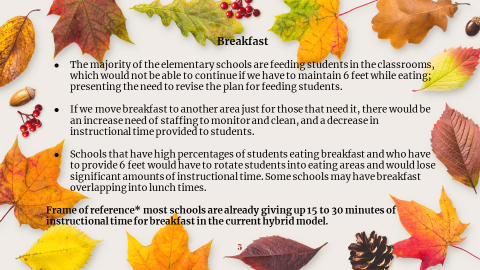 Breakfast
● The majority of the elementary schools are feeding students in the classrooms,
which would not be able to continue if we have to maintain 6 feet while eating;
presenting the need to revise the plan for feeding students.
● If we move breakfast to another area just for those that need it, there would be
an increase need of staffing to monitor and clean, and a decrease in
instructional time provided to students.
● Schools that have high percentages of students eating breakfast and who have
to provide 6 feet would have to rotate students into eating areas and would lose
significant amounts of instructional time. Some schools may have breakfast
overlapping into lunch times.
Frame of reference* most schools are already giving up 15 to 30 minutes of
instructional time for breakfast in the current hybrid model.
5